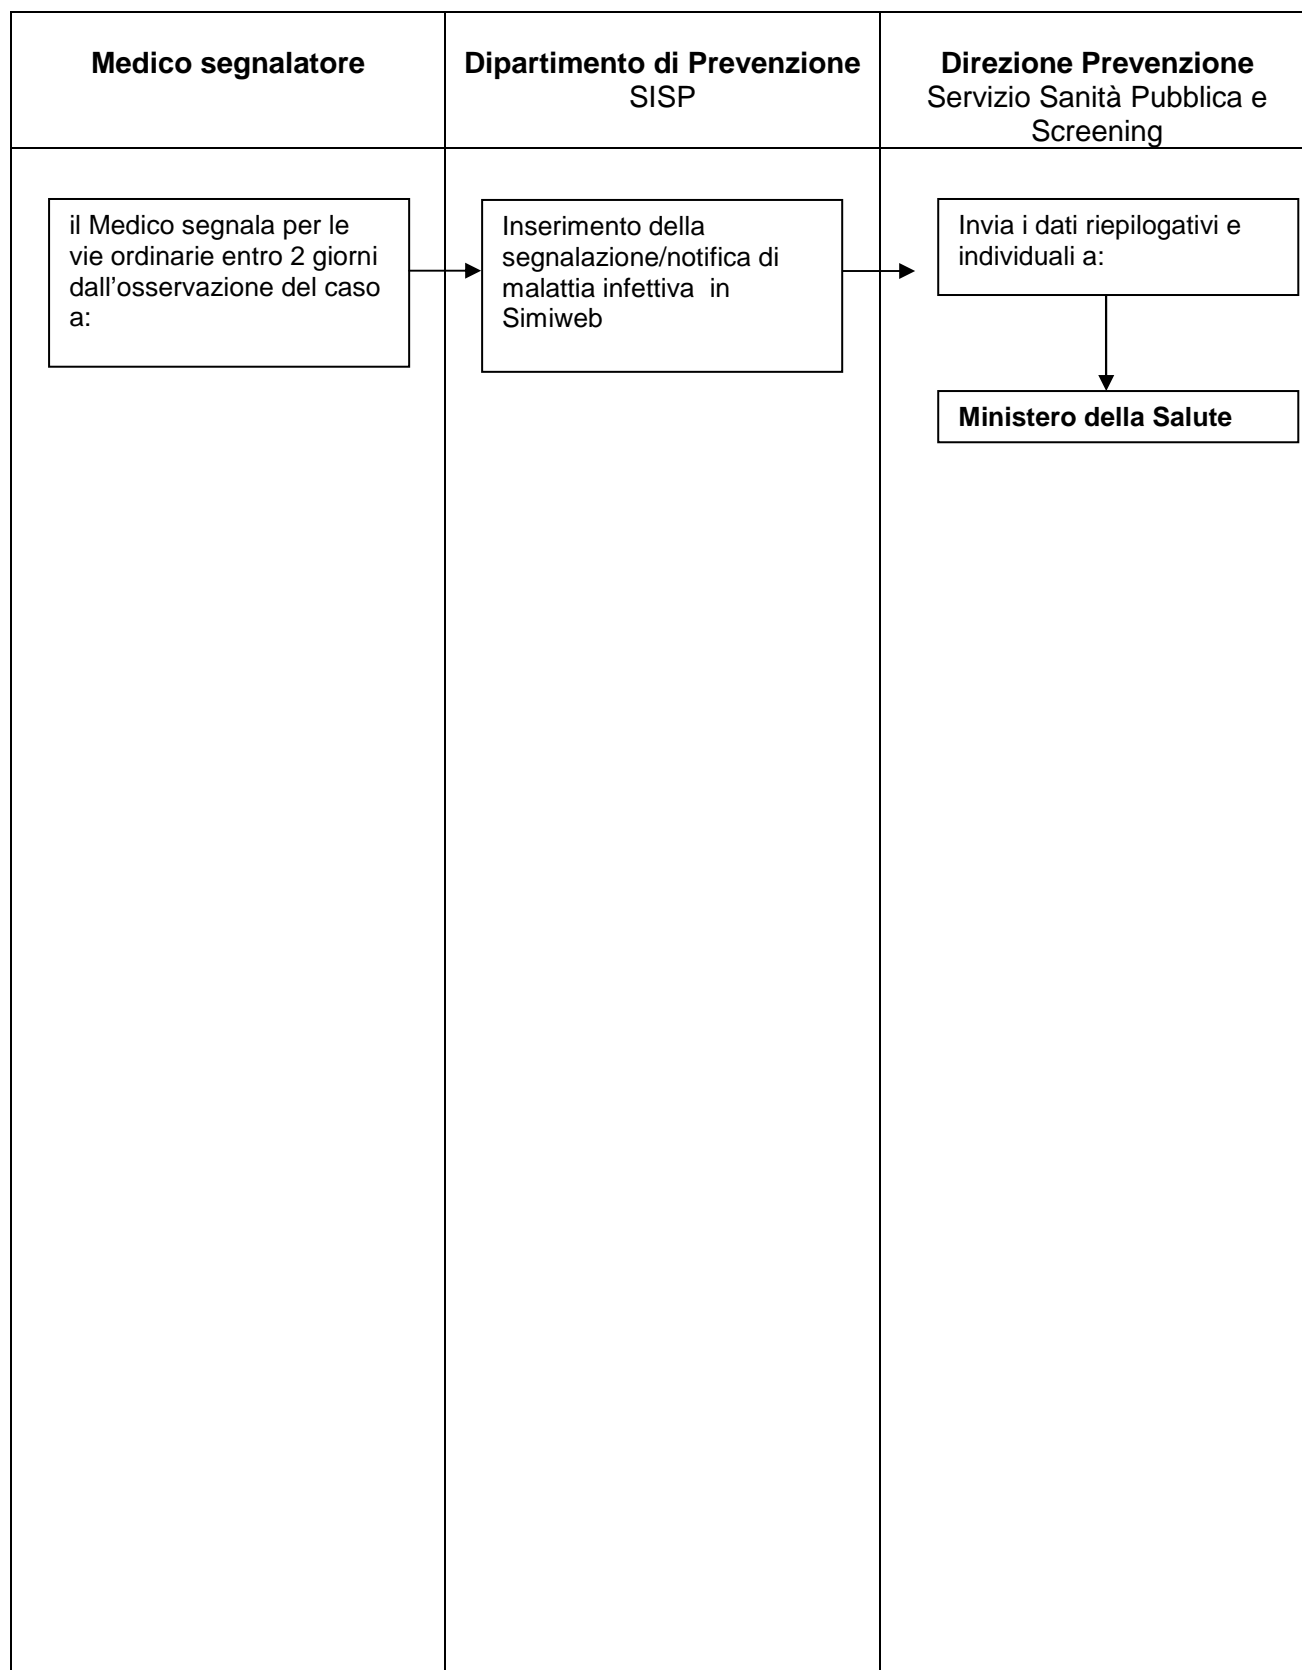 Medico segnalatore
Dipartimento di Prevenzione
SISP
Direzione Prevenzione
Servizio Sanità Pubblica e
Screening
il Medico segnala per le
vie ordinarie entro 2 giorni
dall'osservazione del caso
a:
Inserimento della
segnalazione/notifica di
malattia infettiva  in
Simiweb
Invia i dati riepilogativi e
individuali a:
Ministero della Salute